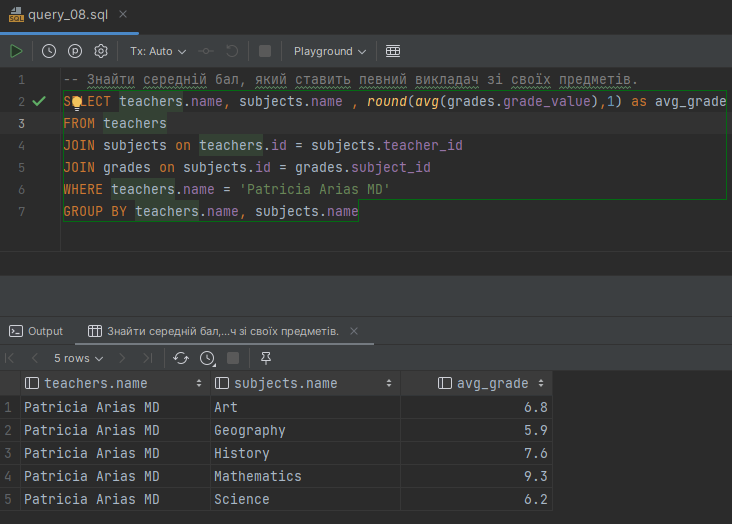 SQL query_08.sql
Tx: Auto Playground
1 -- Знайти середній бал, який ставить певний викладач зі своїх предметів.
2 SELECT teachers.name, subjects.name , round(avg(grades.grade_value),1) as avg_grade
3 FROM teachers
4 JOIN subjects on teachers.id = subjects.teacher_id
5 JOIN grades on subjects.id = grades.subject_id
6 WHERE teachers.name = 'Patricia Arias MD'
7 GROUP BY teachers.name, subjects.name
Output Знайти середній бал,...ч зі своїх предметів.
5 rows
teachers.name subjects.name avg_grade
1 Patricia Arias MD Art 6.8
2 Patricia Arias MD Geography 5.9
3 Patricia Arias MD History 7.6
4 Patricia Arias MD Mathematics 9.3
5 Patricia Arias MD Science 6.2